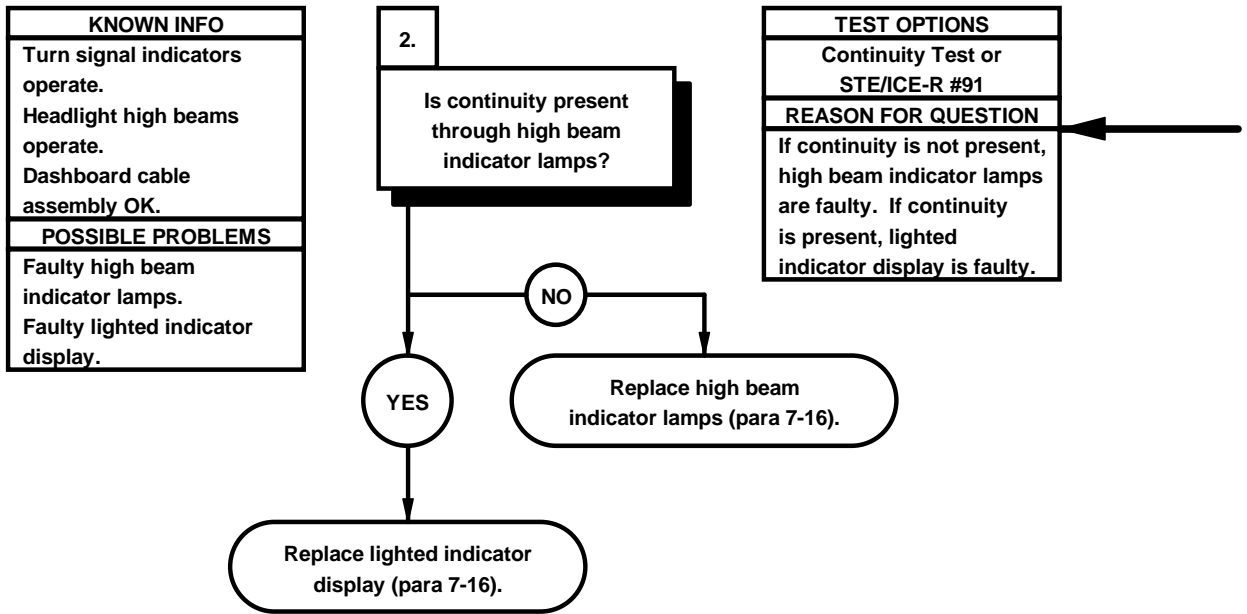 KNOWN INFO
Turn signal indicators
operate.
Headlight high beams
operate.
Dashboard cable
assembly OK.
POSSIBLE PROBLEMS
Faulty high beam
indicator lamps.
Faulty lighted indicator
display.
2.
Is continuity present
through high beam
indicator lamps?
TEST OPTIONS
Continuity Test or
STE/ICE-R #91
REASON FOR QUESTION
If continuity is not present,
high beam indicator lamps
are faulty. If continuity
is present, lighted
indicator display is faulty.
NO
YES
Replace high beam
indicator lamps (para 7-16).
Replace lighted indicator
display (para 7-16).